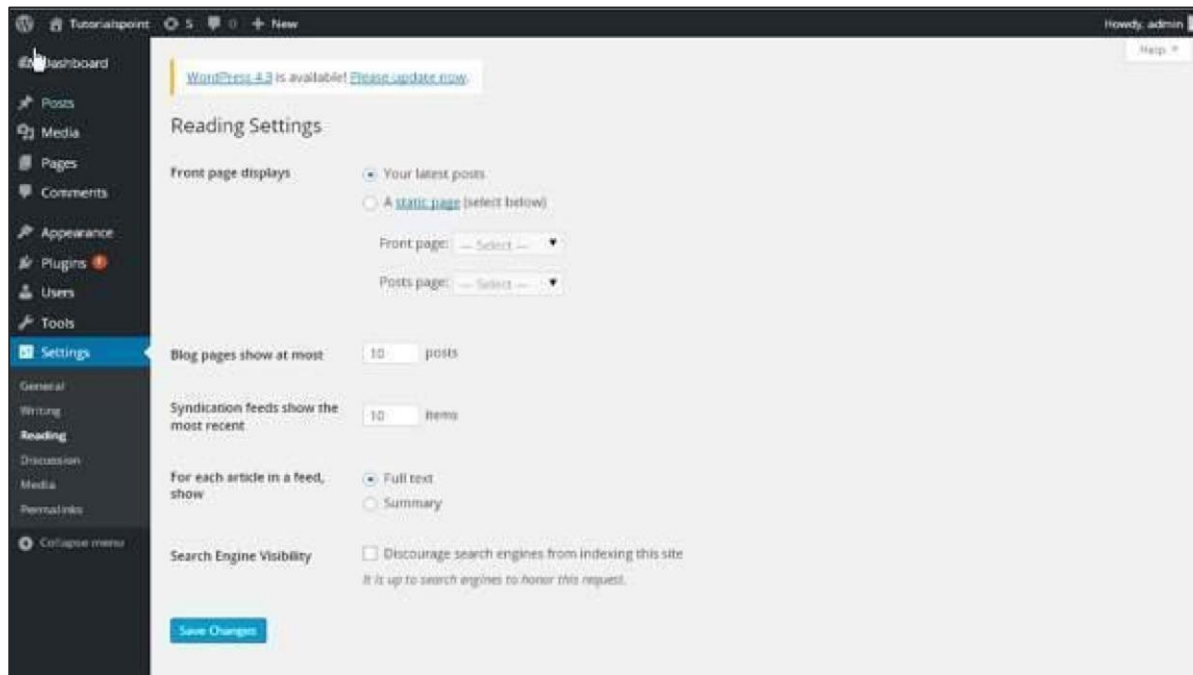 Tutorialspoint 5 0 + New Howdy, admin
Help ▼
Dashboard
Posts
Media
Pages
Comments
Appearance
Plugins 1
Users
Tools
Settings
General
Writing
Reading
Discussion
Media
Permalinks
Collapse menu
WordPress 4.3 is available! Please update now.
Reading Settings
Front page displays
Your latest posts
A static page (select below)
Front page: — Select — ▼
Posts page: — Select — ▼
Blog pages show at most 10 posts
Syndication feeds show the
most recent
10 items
For each article in a feed,
show
Full text
Summary
Search Engine Visibility
Discourage search engines from indexing this site
It is up to search engines to honor this request.
Save Changes